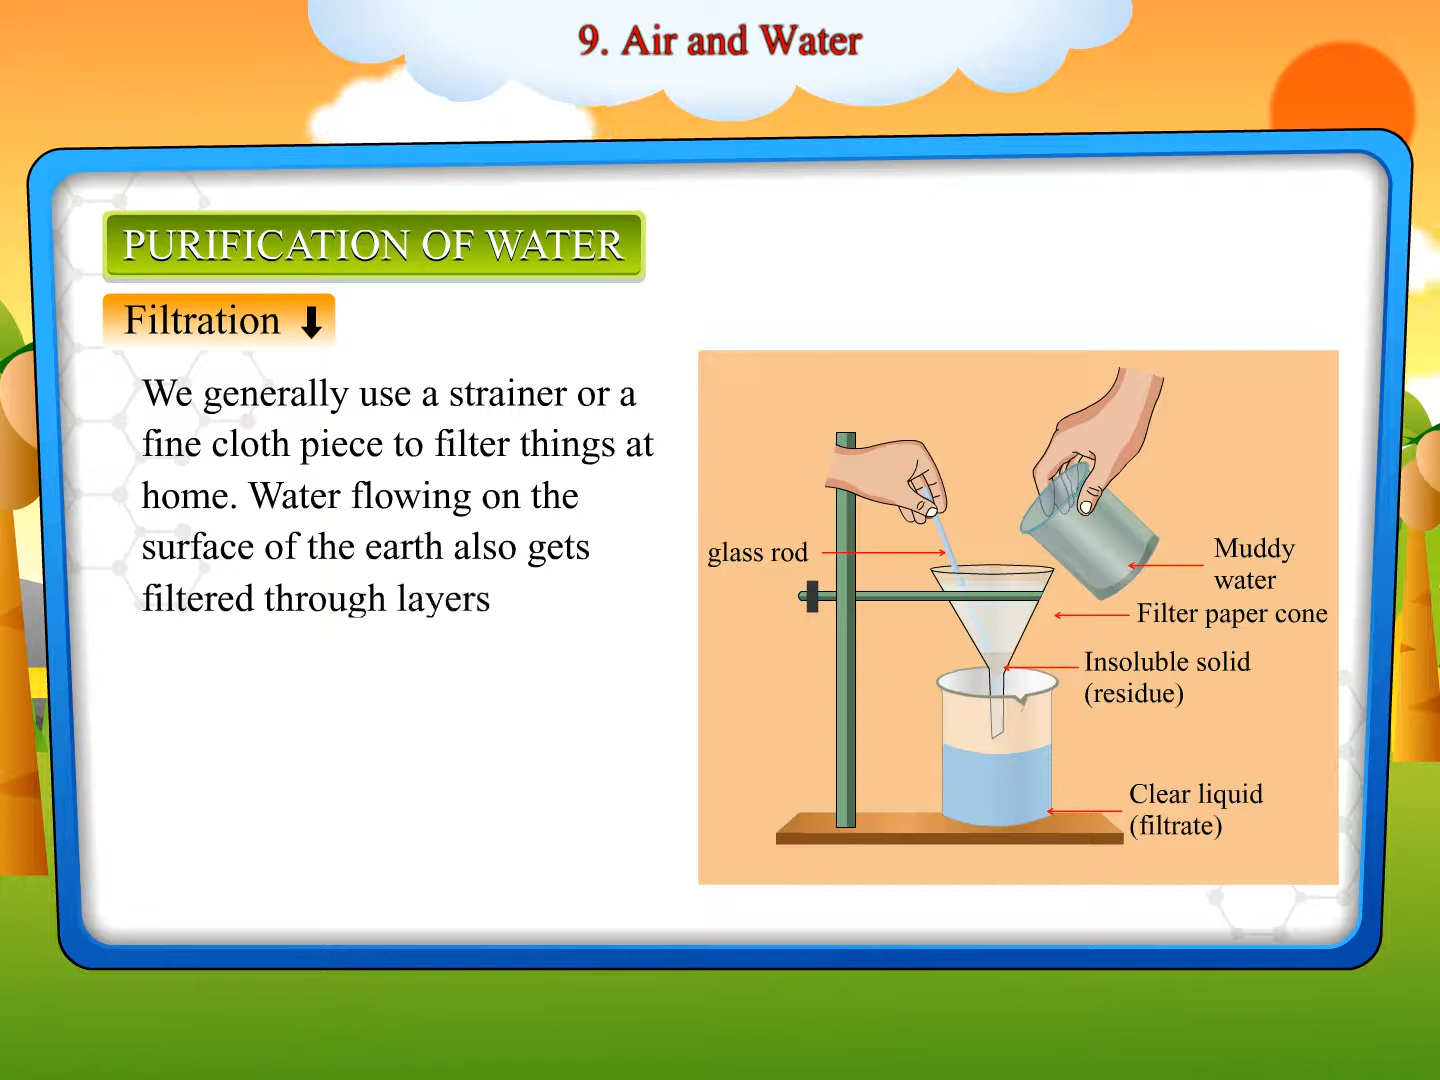 9. Air and Water
PURIFICATION OF WATER
Filtration
We generally use a strainer or a
fine cloth piece to filter things at
home. Water flowing on the
surface of the earth also gets
filtered through layers
glass rod
Muddy
water
Filter paper cone
Insoluble solid
(residue)
Clear liquid
(filtrate)